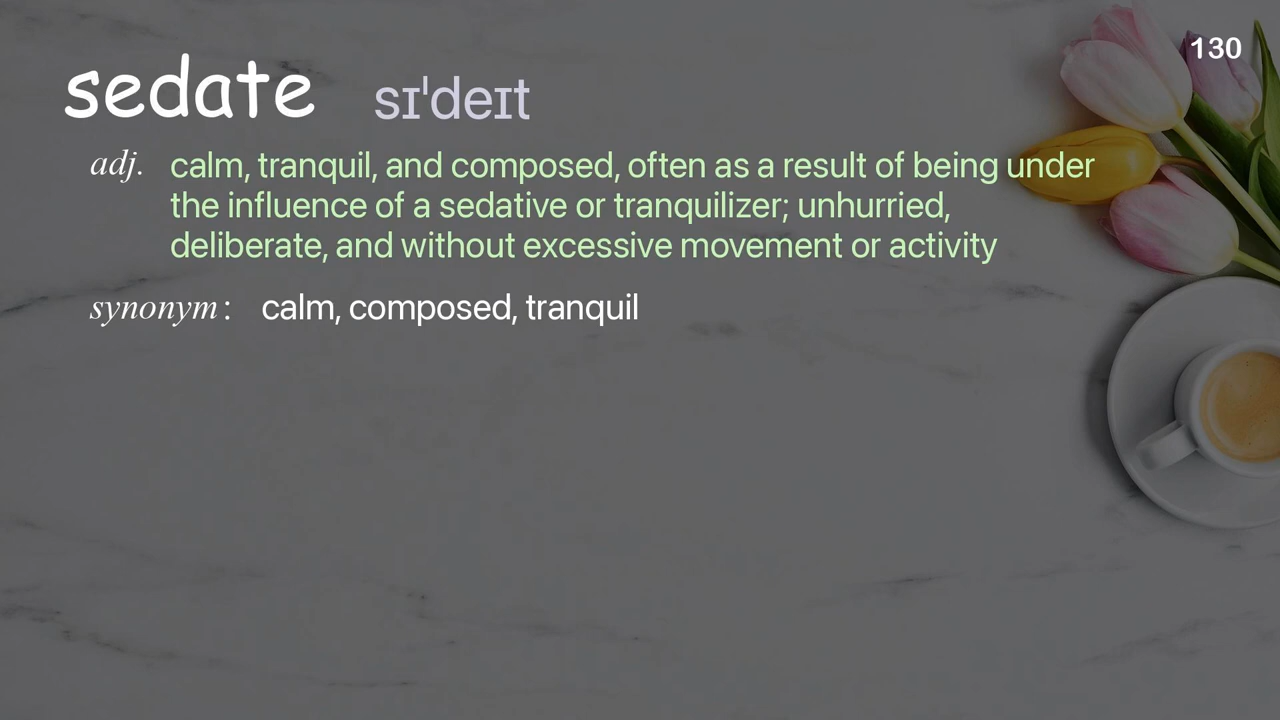 130
sedate sɪˈdeɪt
adj. calm, tranquil, and composed, often as a result of being under
the influence of a sedative or tranquilizer; unhurried,
deliberate, and without excessive movement or activity
synonym : calm, composed, tranquil